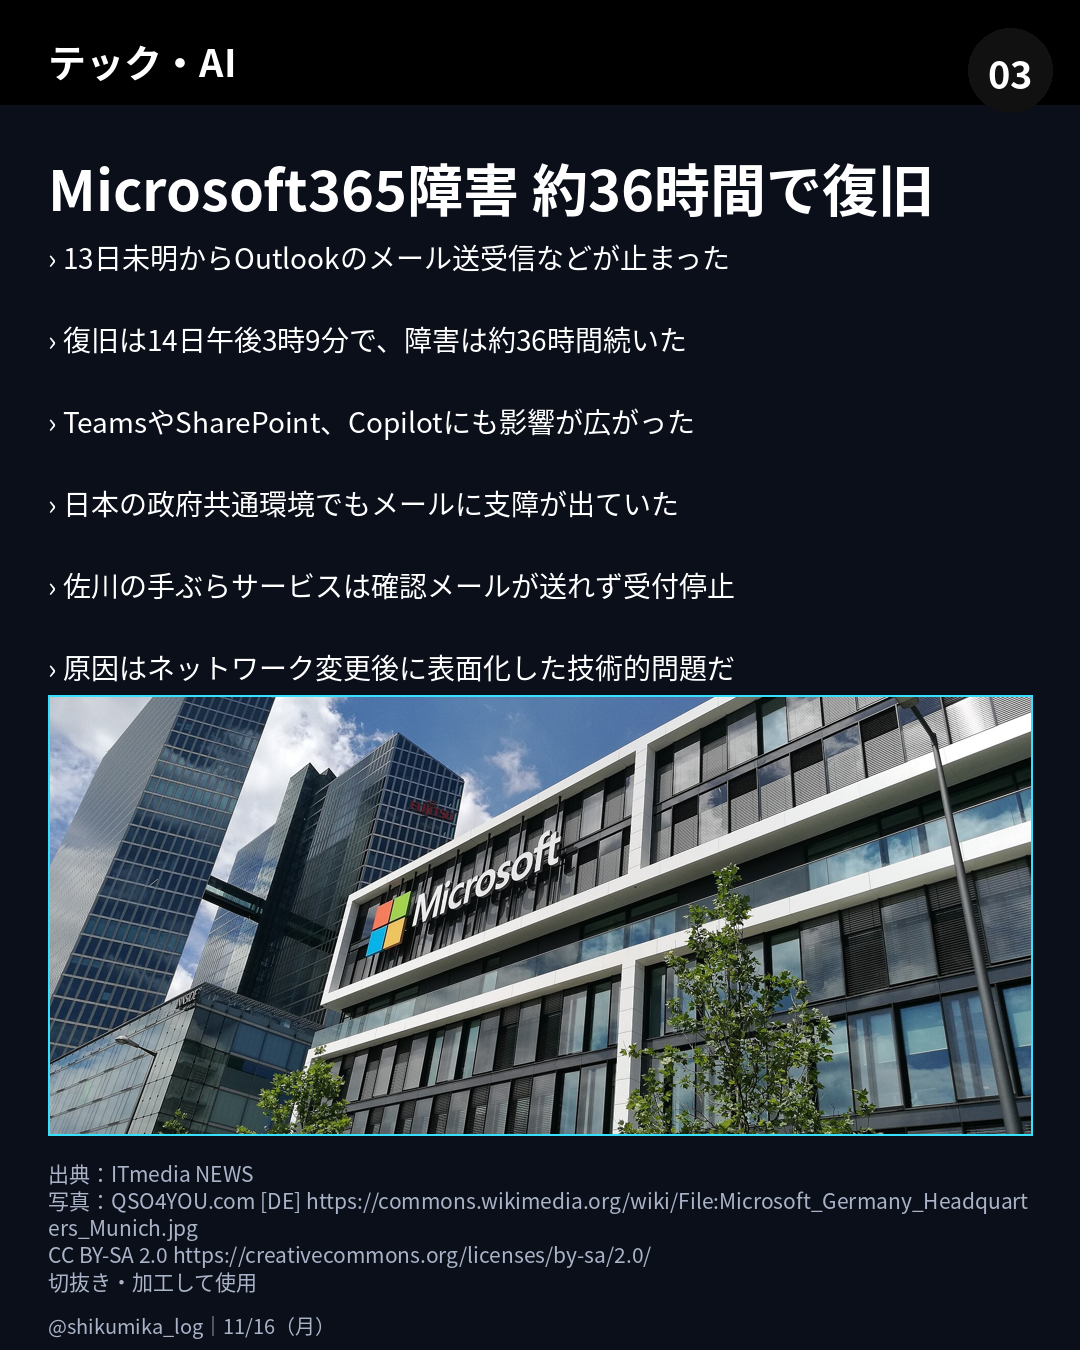 テック・AI
03
Microsoft365障害 約36時間で復旧
› 13日未明からOutlookのメール送受信などが止まった
› 復旧は14日午後3時9分で、障害は約36時間続いた
› TeamsやSharePoint、Copilotにも影響が広がった
› 日本の政府共通環境でもメールに支障が出ていた
› 佐川の手ぶらサービスは確認メールが送れず受付停止
› 原因はネットワーク変更後に表面化した技術的問題だ
FUJITSU
Microsoft
出典：ITmedia NEWS
写真：QSO4YOU.com [DE] https://commons.wikimedia.org/wiki/File:Microsoft_Germany_Headquart
ers_Munich.jpg
CC BY-SA 2.0 https://creativecommons.org/licenses/by-sa/2.0/
切抜き・加工して使用
@shikumika_log｜11/16（月）